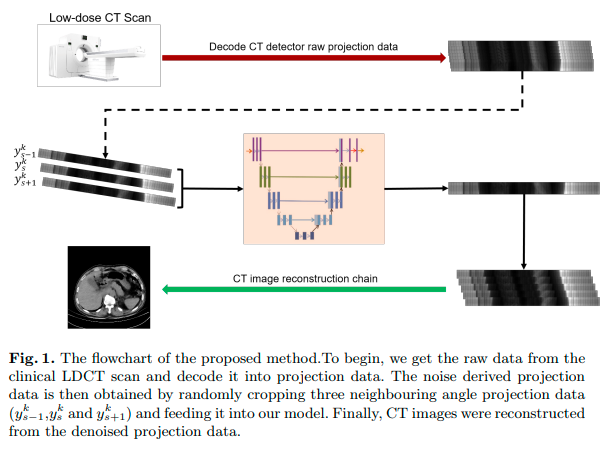 Low-dose CT Scan
Decode CT detector raw projection data
y^k_{s-1}
y^k_s
y^k_{s+1}
CT image reconstruction chain
Fig. 1. The flowchart of the proposed method.To begin, we get the raw data from the
clinical LDCT scan and decode it into projection data. The noise derived projection
data is then obtained by randomly cropping three neighbouring angle projection data
(y^k_{s-1},y^k_s and y^k_{s+1}) and feeding it into our model. Finally, CT images were reconstructed
from the denoised projection data.